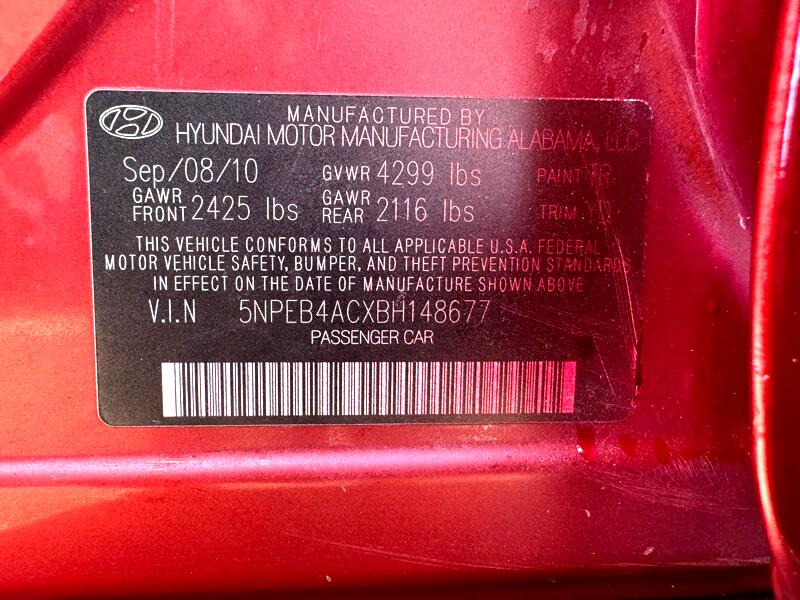 MANUFACTURED BY
HYUNDAI MOTOR MANUFACTURING ALABAMA, LLC
Sep/08/10 GVWR 4299 lbs PAINT TR
GAWR FRONT 2425 lbs GAWR REAR 2116 lbs TRIM YD
THIS VEHICLE CONFORMS TO ALL APPLICABLE U.S.A. FEDERAL
MOTOR VEHICLE SAFETY, BUMPER, AND THEFT PREVENTION STANDARDS
IN EFFECT ON THE DATE OF MANUFACTURE SHOWN ABOVE
V.I.N 5NPEB4ACXBH148677
PASSENGER CAR